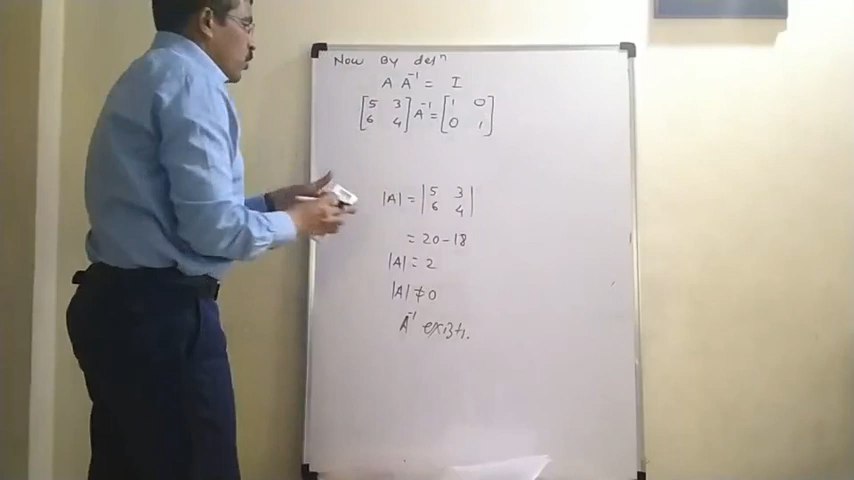 Now By defⁿ
A A⁻¹ = I
[5 3
6 4] A⁻¹ = [1 0
0 1]
|A| = |5 3
6 4|
= 20-18
|A| = 2
|A| ≠ 0
A⁻¹ exist.